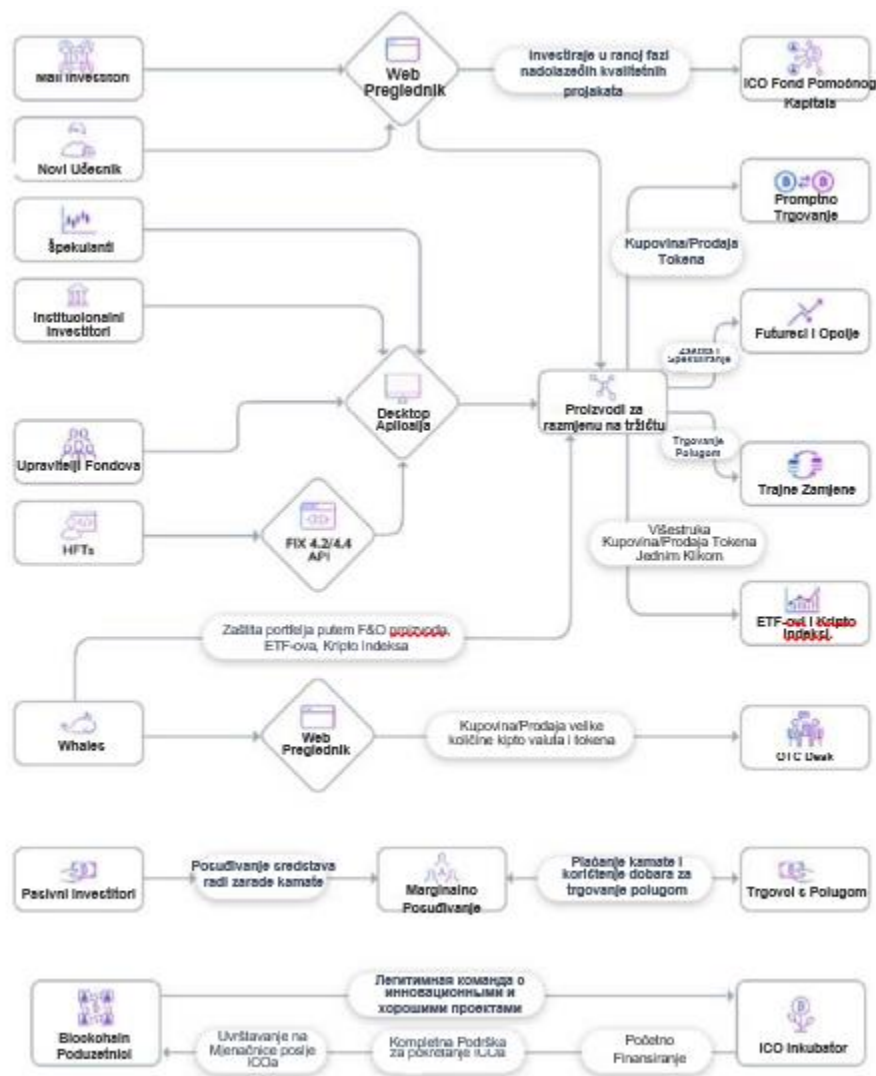 Mali Investitori
Web
Preglednik
Investiraje u ranoj fazi
nadolazećih kvalitetnih
projekata
ICO Fond Pomoćnog
Kapitala
Novi Učesnik
Promptno
Trgovanje
Špekulanti
Kupovina/Prodaja
Tokena
Institucionalni
Investitori
Futuresi i Opcije
Zaštita i
Špekuliranje
Desktop
Aplikacija
Proizvodi za
razmjenu na tržištu
Upravitelji Fondova
Trgovanje
Polugom
Trajne Zamjene
HFTs
FIX 4.2/4.4
API
Višestruka
Kupovina/Prodaja Tokena
Jednim Klikom
ETF-ovi i Kripto
Indeksi.
Zaštita portfelja putem F&O proizvoda,
ETF-ova, Kripto Indeksa
Whales
Web
Preglednik
Kupovina/Prodaja velike
količine kipto valuta i tokena
OTC Desk
Pasivni Investitori
Posuđivanje sredstava
radi zarade kamate
Marginalno
Posuđivanje
Plaćanje kamate i
korištenje dobara za
trgovanje polugom
Trgovci s Polugom
Blockchain
Poduzetnici
Легитимная команда о
инновационными и
хорошими проектами
ICO Inkubator
Uvrštavanje na
Mjenačnice poslje
ICOa
Kompletna Podrška
za pokretanje ICOa
Početno
Finansiranje